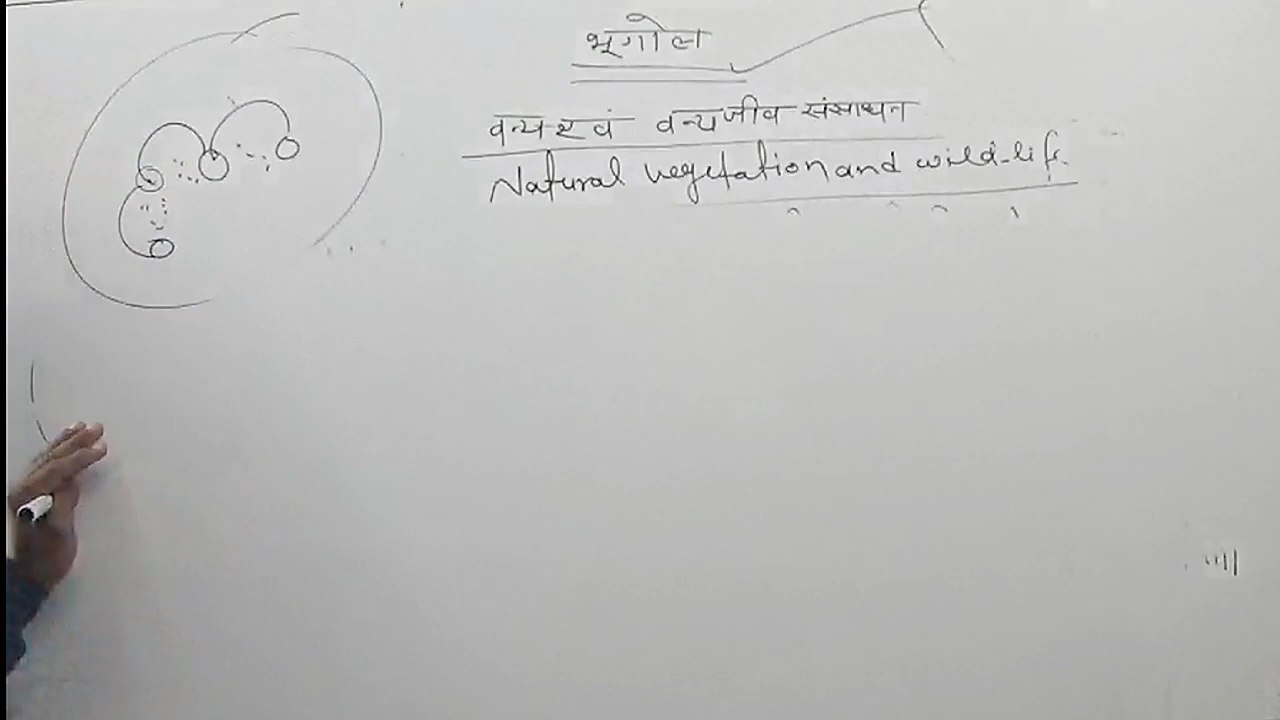 भूगोल
वन्य एवं वन्यजीव संसाधन
Natural vegetation and wild-life